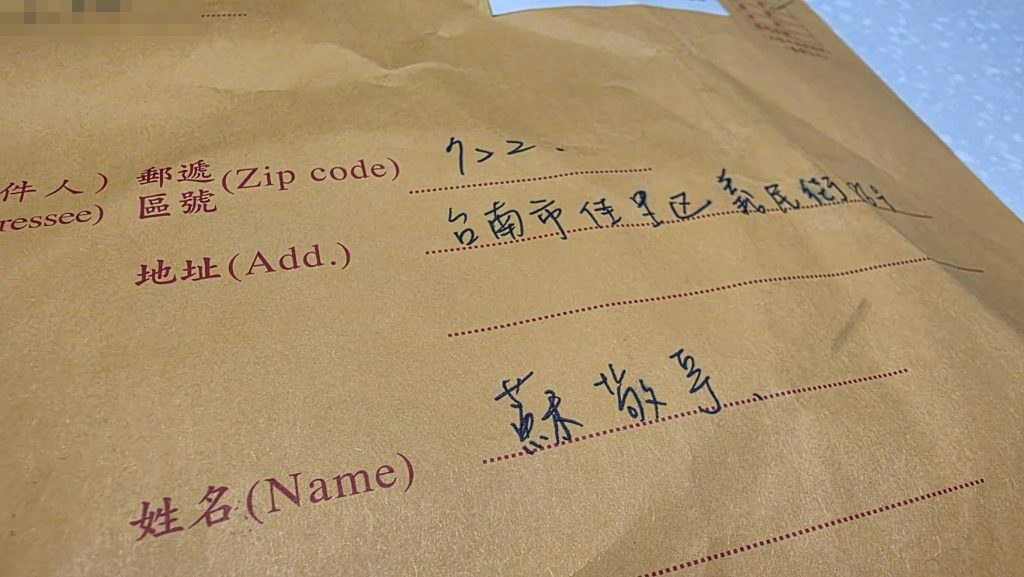 件人) 郵遞區號(Zip code) 722.
ressee)
地址(Add.) 台南市佳里区義民街
姓名(Name) 蘇敬亭.